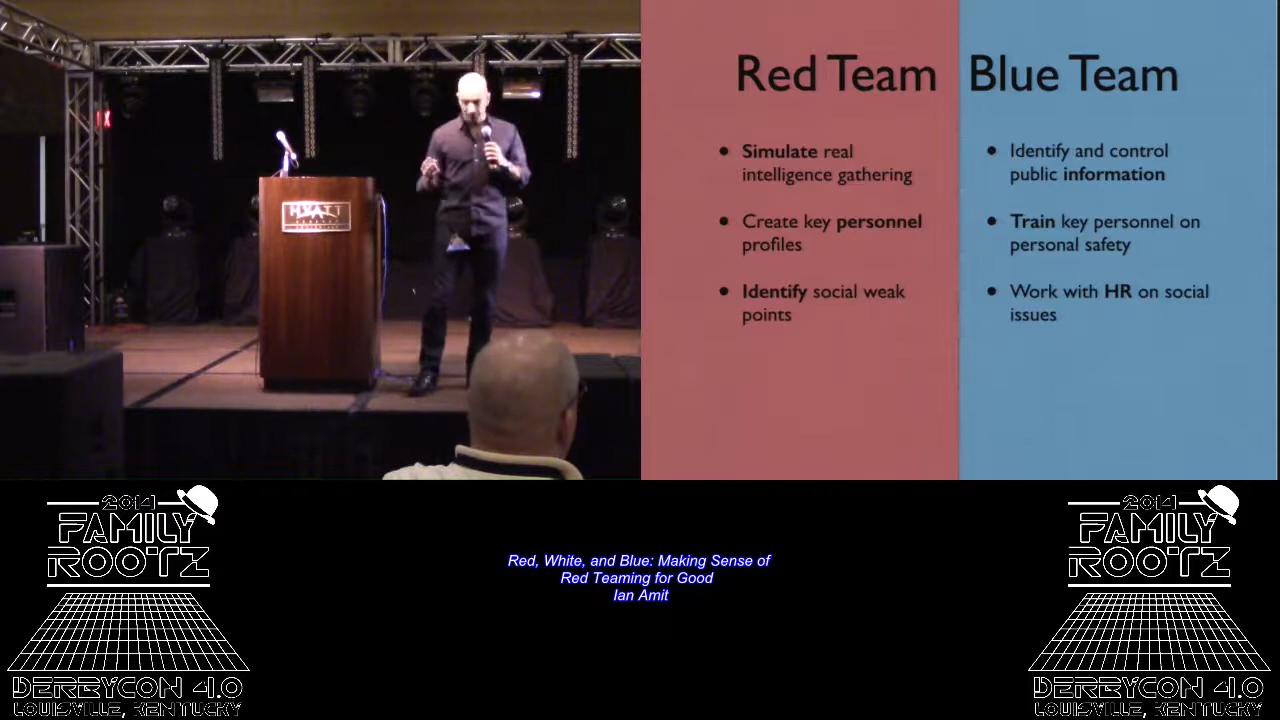 HYATT
Red Team
Simulate real
intelligence gathering
Create key personnel
profiles
Identify social weak
points
Blue Team
Identify and control
public information
Train key personnel on
personal safety
Work with HR on social
issues
2014
FAMILY
ROOTZ
DERBYCON 4.0
LOUISVILLE, KENTUCKY
Red, White, and Blue: Making Sense of
Red Teaming for Good
Ian Amit
2014
FAMILY
ROOTZ
DERBYCON 4.0
LOUISVILLE, KENTUCKY